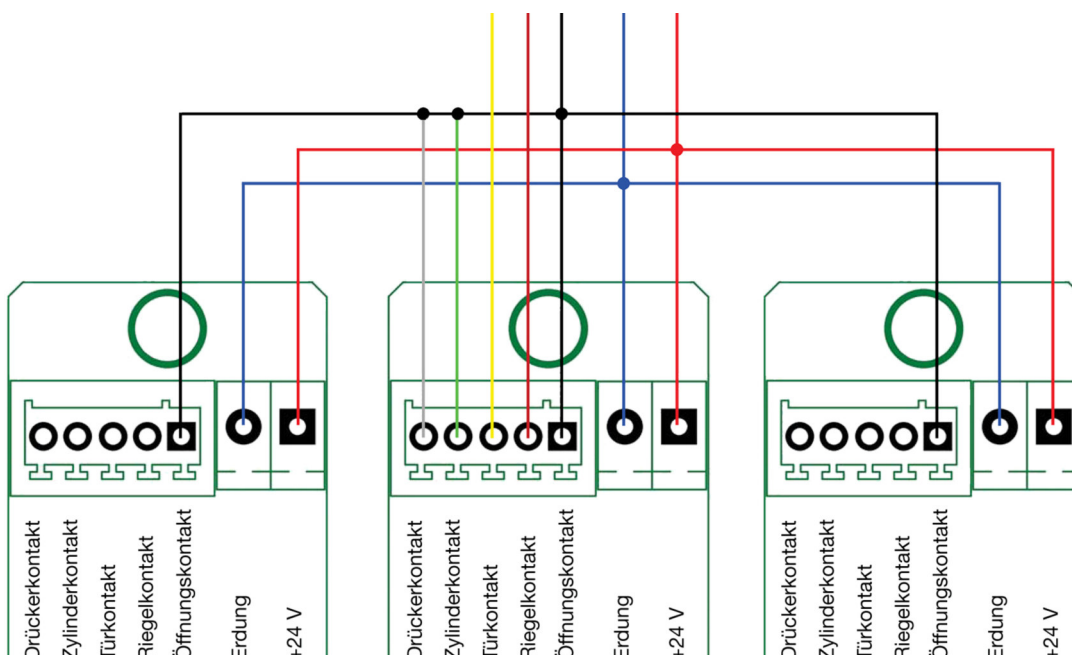 Drückerkontakt
Zylinderkontakt
Türkontakt
Riegelkontakt
Öffnungskontakt
Erdung
+24 V
Drückerkontakt
Zylinderkontakt
Türkontakt
Riegelkontakt
Öffnungskontakt
Erdung
+24 V
Drückerkontakt
Zylinderkontakt
Türkontakt
Riegelkontakt
Öffnungskontakt
Erdung
+24 V